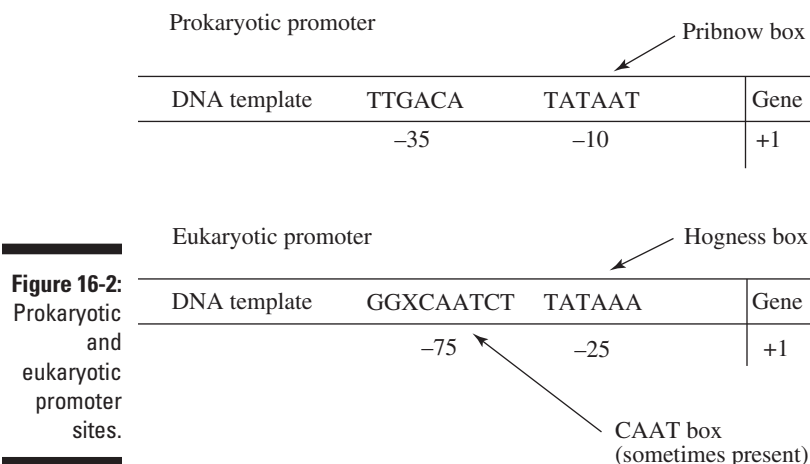 Prokaryotic promoter
Pribnow box
DNA template TTGACA TATAAT Gene
–35 –10 +1
Eukaryotic promoter
Hogness box
DNA template GGXCAATCT TATAAA Gene
–75 –25 +1
CAAT box
(sometimes present)
Figure 16-2:
Prokaryotic
and
eukaryotic
promoter
sites.